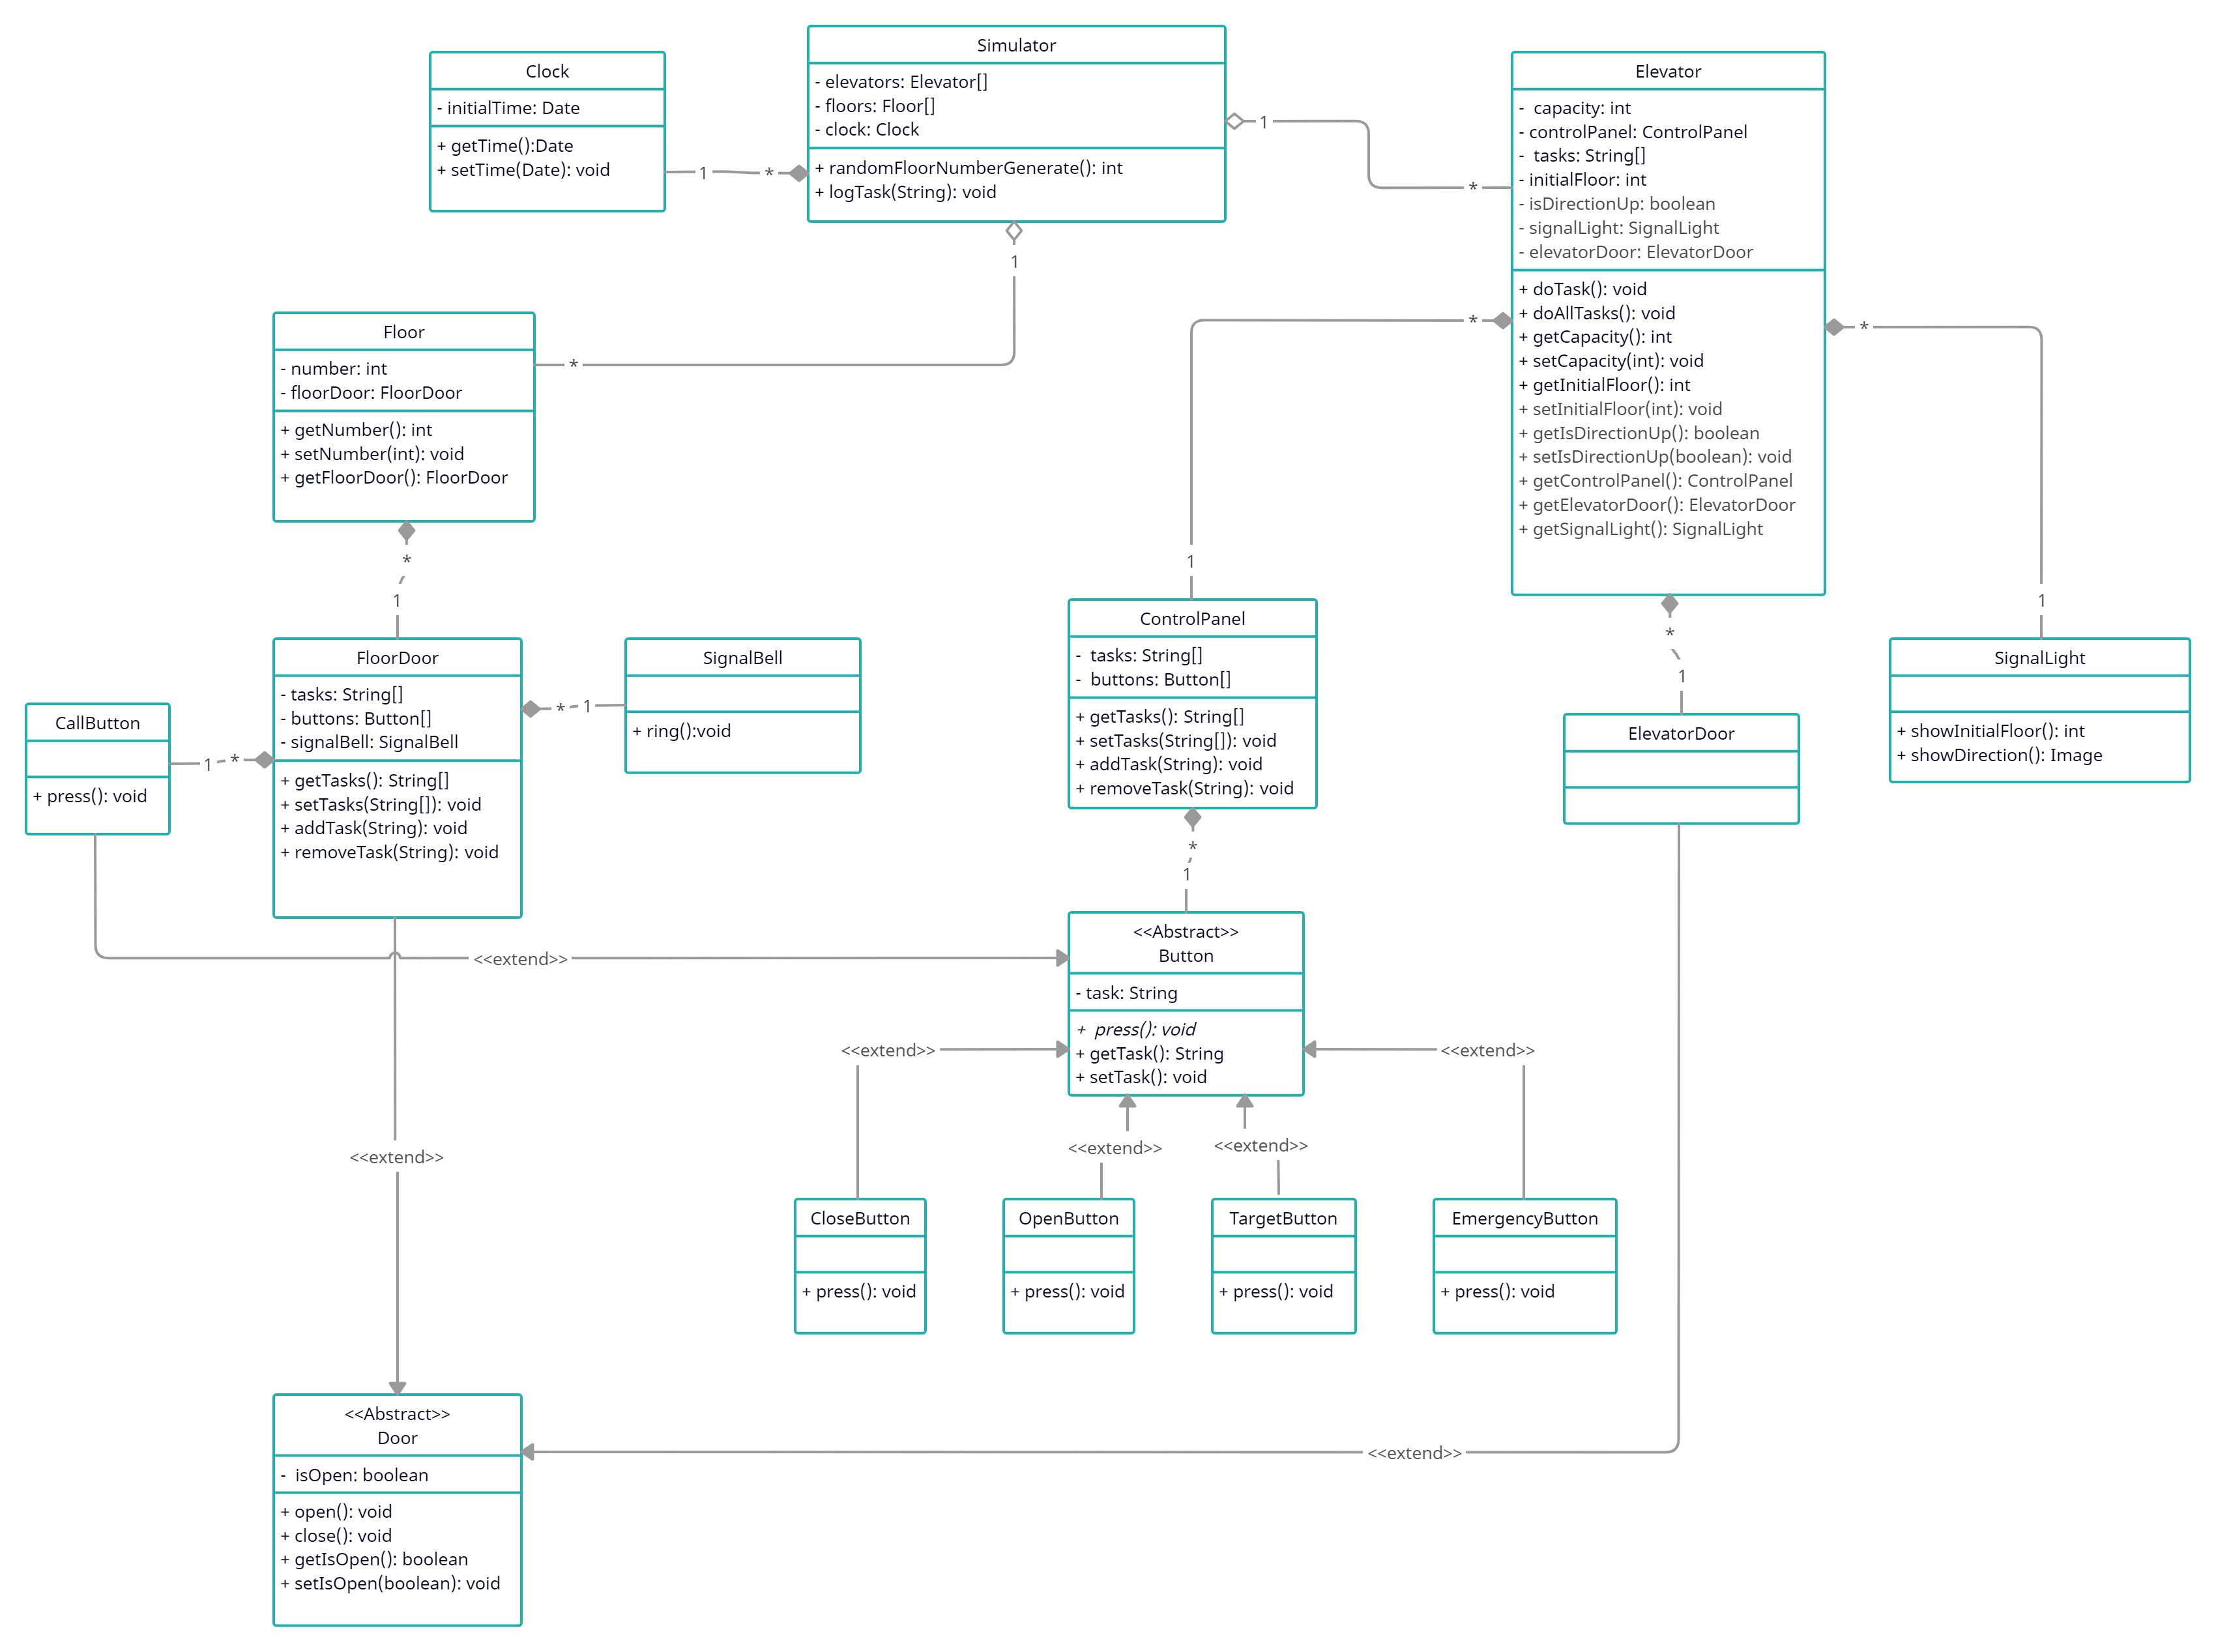 Clock
- initialTime: Date
+ getTime():Date
+ setTime(Date): void
1
*
Simulator
- elevators: Elevator[]
- floors: Floor[]
- clock: Clock
+ randomFloorNumberGenerate(): int
+ logTask(String): void
1
*
1
*
Elevator
-  capacity: int
- controlPanel: ControlPanel
-  tasks: String[]
- initialFloor: int
- isDirectionUp: boolean
- signalLight: SignalLight
- elevatorDoor: ElevatorDoor
+ doTask(): void
+ doAllTasks(): void
+ getCapacity(): int
+ setCapacity(int): void
+ getInitialFloor(): int
+ setInitialFloor(int): void
+ getIsDirectionUp(): boolean
+ setIsDirectionUp(boolean): void
+ getControlPanel(): ControlPanel
+ getElevatorDoor(): ElevatorDoor
+ getSignalLight(): SignalLight
*
1
*
1
*
1
Floor
- number: int
- floorDoor: FloorDoor
+ getNumber(): int
+ setNumber(int): void
+ getFloorDoor(): FloorDoor
*
1
FloorDoor
- tasks: String[]
- buttons: Button[]
- signalBell: SignalBell
+ getTasks(): String[]
+ setTasks(String[]): void
+ addTask(String): void
+ removeTask(String): void
* 1
SignalBell
+ ring():void
CallButton
+ press(): void
1 *
ControlPanel
-  tasks: String[]
-  buttons: Button[]
+ getTasks(): String[]
+ setTasks(String[]): void
+ addTask(String): void
+ removeTask(String): void
*
1
ElevatorDoor
SignalLight
+ showInitialFloor(): int
+ showDirection(): Image
<<extend>>
<<Abstract>>
Button
- task: String
+  press(): void
+ getTask(): String
+ setTask(): void
<<extend>>
<<extend>>
<<extend>>
<<extend>>
<<extend>>
CloseButton
+ press(): void
OpenButton
+ press(): void
TargetButton
+ press(): void
EmergencyButton
+ press(): void
<<Abstract>>
Door
-  isOpen: boolean
+ open(): void
+ close(): void
+ getIsOpen(): boolean
+ setIsOpen(boolean): void
<<extend>>